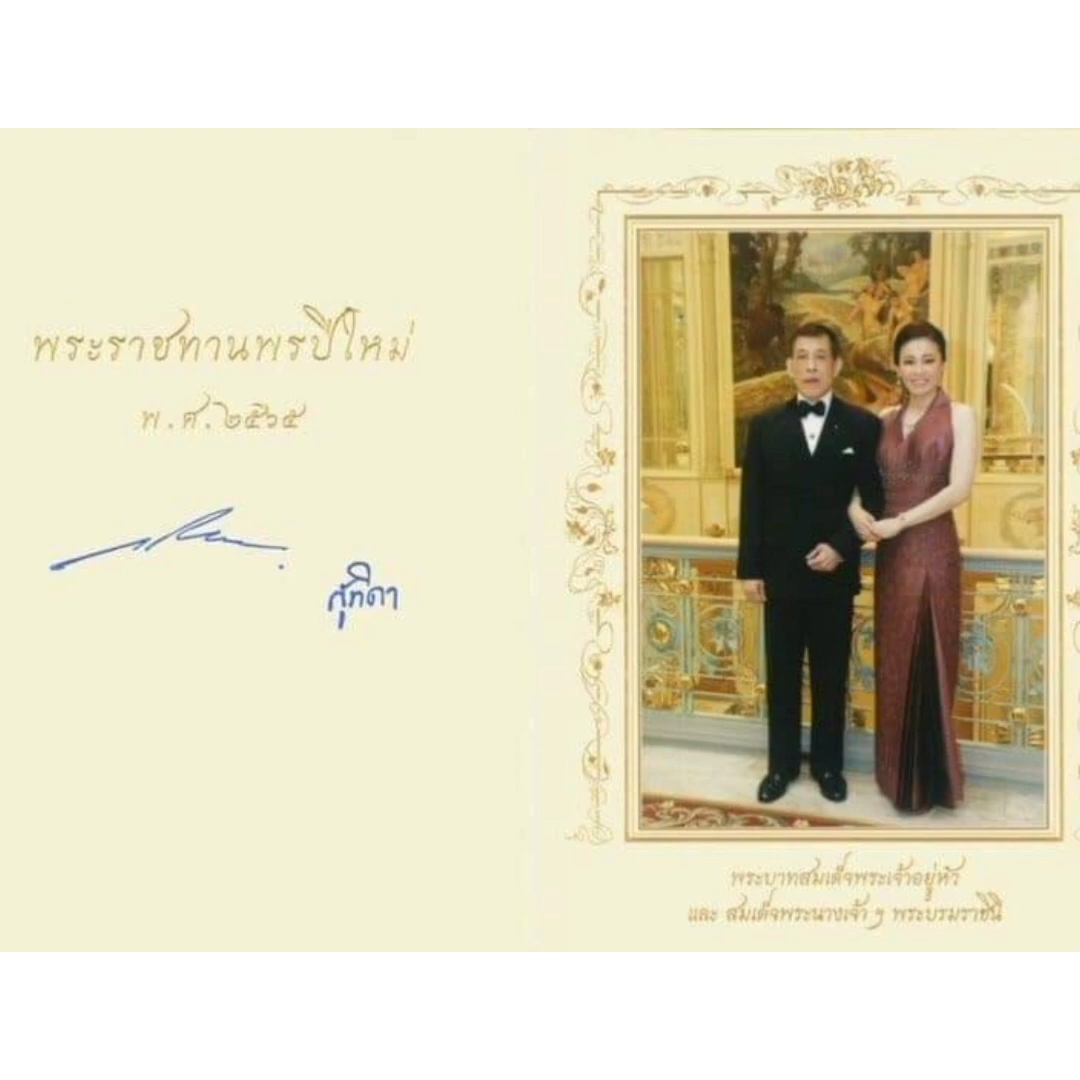 พระราชทานพรปีใหม่
พ.ศ. ๒๕๖๕
สุทิดา
พระบาทสมเด็จพระเจ้าอยู่หัว
และ สมเด็จพระนางเจ้า ฯ พระบรมราชินี